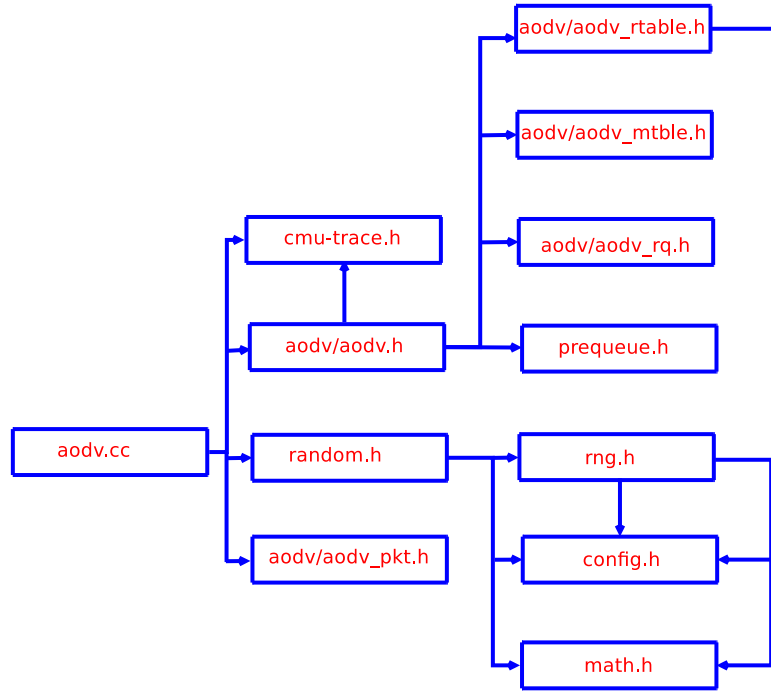 aodv/aodv_rtable.h
aodv/aodv_mtble.h
cmu-trace.h
aodv/aodv_rq.h
aodv/aodv.h
prequeue.h
aodv.cc
random.h
rng.h
aodv/aodv_pkt.h
config.h
math.h